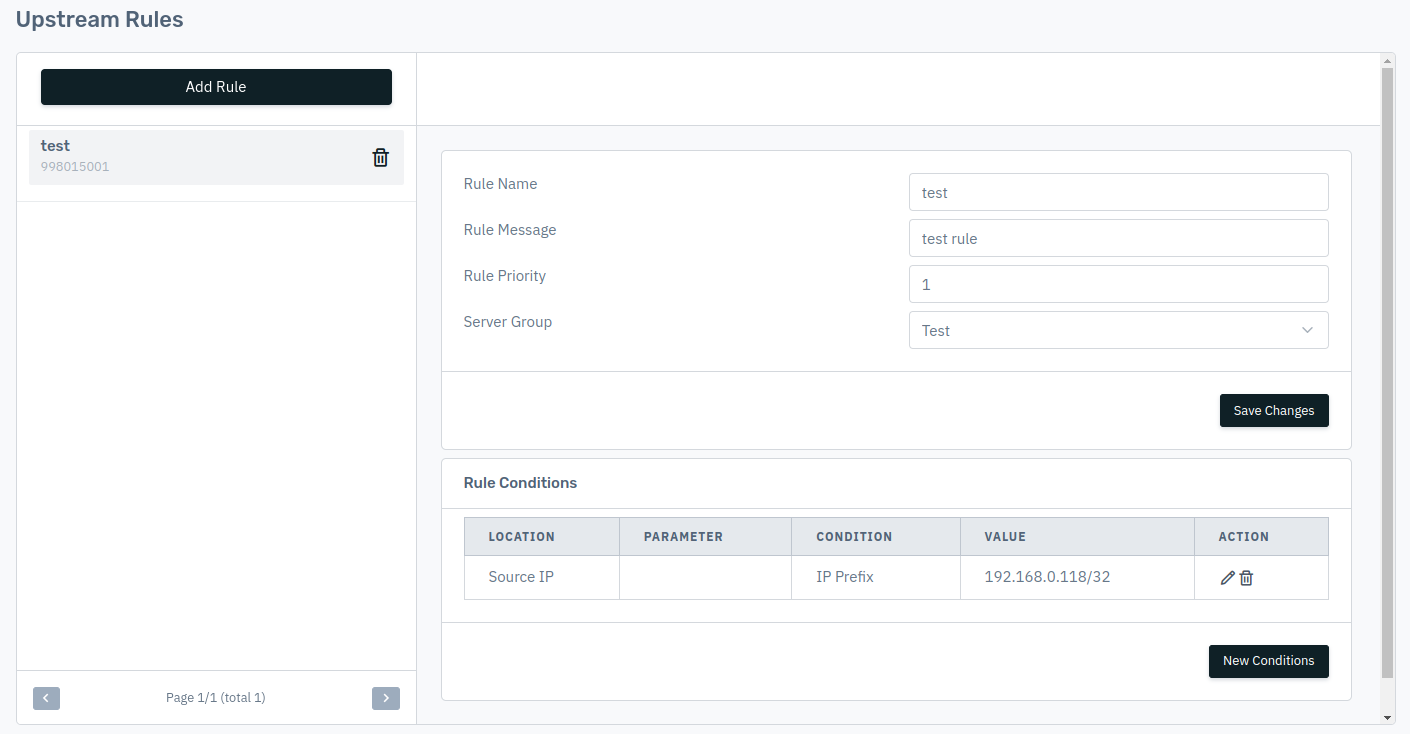 Upstream Rules
Add Rule
test
998015001
Page 1/1 (total 1)
Rule Name
test
Rule Message
test rule
Rule Priority
1
Server Group
Test
Save Changes
Rule Conditions
LOCATION PARAMETER CONDITION VALUE ACTION
Source IP IP Prefix 192.168.0.118/32
New Conditions